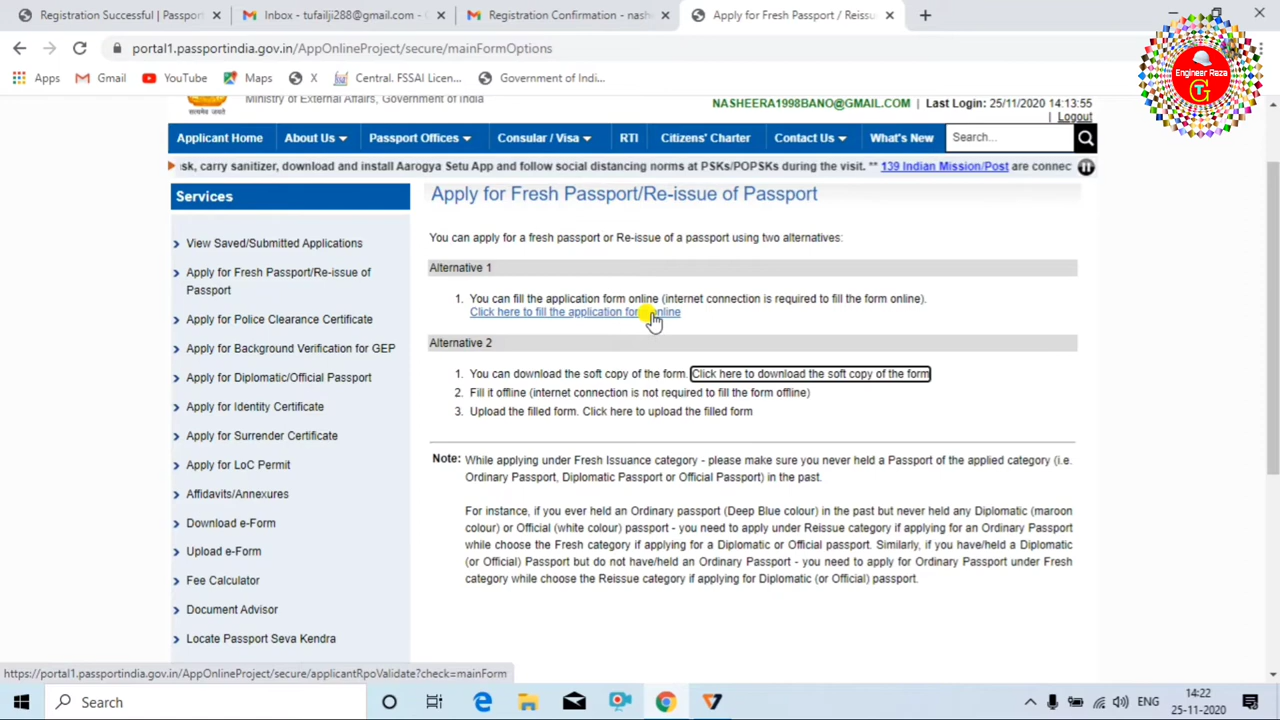 Registration Successful | Passport
Inbox - tufailji288@gmail.com -
Registration Confirmation - nash
Apply for Fresh Passport / Reissu
portal1.passportindia.gov.in/AppOnlineProject/secure/mainFormOptions
Apps
Gmail
YouTube
Maps
X
Central. FSSAI Licen...
Government of Ind...
Engineer Raza
सत्यमेव जयते
Ministry of External Affairs, Government of India
NASHEERA1998BANO@GMAIL.COM | Last Login: 25/11/2020 14:13:55
| Logout
Applicant Home
About Us
Passport Offices
Consular / Visa
RTI
Citizens' Charter
Contact Us
What's New
Search...
sk, carry sanitizer, download and install Aarogya Setu App and follow social distancing norms at PSKs/POPSKs during the visit. ** 139 Indian Mission/Post are connec
Services
View Saved/Submitted Applications
Apply for Fresh Passport/Re-issue of
Passport
Apply for Police Clearance Certificate
Apply for Background Verification for GEP
Apply for Diplomatic/Official Passport
Apply for Identity Certificate
Apply for Surrender Certificate
Apply for LoC Permit
Affidavits/Annexures
Download e-Form
Upload e-Form
Fee Calculator
Document Advisor
Locate Passport Seva Kendra
Apply for Fresh Passport/Re-issue of Passport
You can apply for a fresh passport or Re-issue of a passport using two alternatives:
Alternative 1
1. You can fill the application form online (internet connection is required to fill the form online).
Click here to fill the application form online
Alternative 2
1. You can download the soft copy of the form. Click here to download the soft copy of the form
2. Fill it offline (internet connection is not required to fill the form offline)
3. Upload the filled form. Click here to upload the filled form
Note: While applying under Fresh Issuance category - please make sure you never held a Passport of the applied category (i.e.
Ordinary Passport, Diplomatic Passport or Official Passport) in the past.
For instance, if you ever held an Ordinary passport (Deep Blue colour) in the past but never held any Diplomatic (maroon
colour) or Official (white colour) passport - you need to apply under Reissue category if applying for an Ordinary Passport
while choose the Fresh category if applying for a Diplomatic or Official passport. Similarly, if you have/held a Diplomatic
(or Official) Passport but do not have/held an Ordinary Passport - you need to apply for Ordinary Passport under Fresh
category while choose the Reissue category if applying for Diplomatic (or Official) passport.
https://portal1.passportindia.gov.in/AppOnlineProject/secure/applicantRpoValidate?check=mainForm
Search
ENG
14:22
25-11-2020